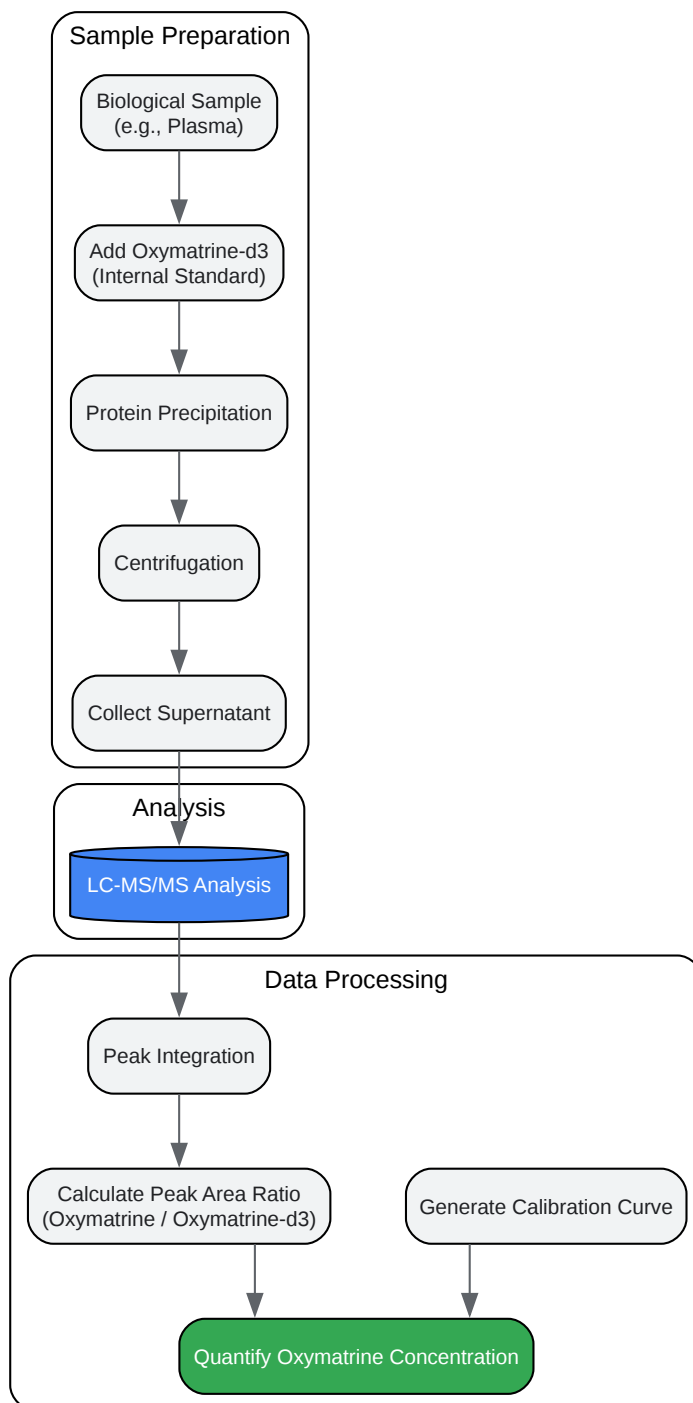 Sample Preparation
Biological Sample
(e.g., Plasma)
Add Oxymatrine-d3
(Internal Standard)
Protein Precipitation
Centrifugation
Collect Supernatant
Analysis
LC-MS/MS Analysis
Data Processing
Peak Integration
Calculate Peak Area Ratio
(Oxymatrine / Oxymatrine-d3)
Generate Calibration Curve
Quantify Oxymatrine Concentration